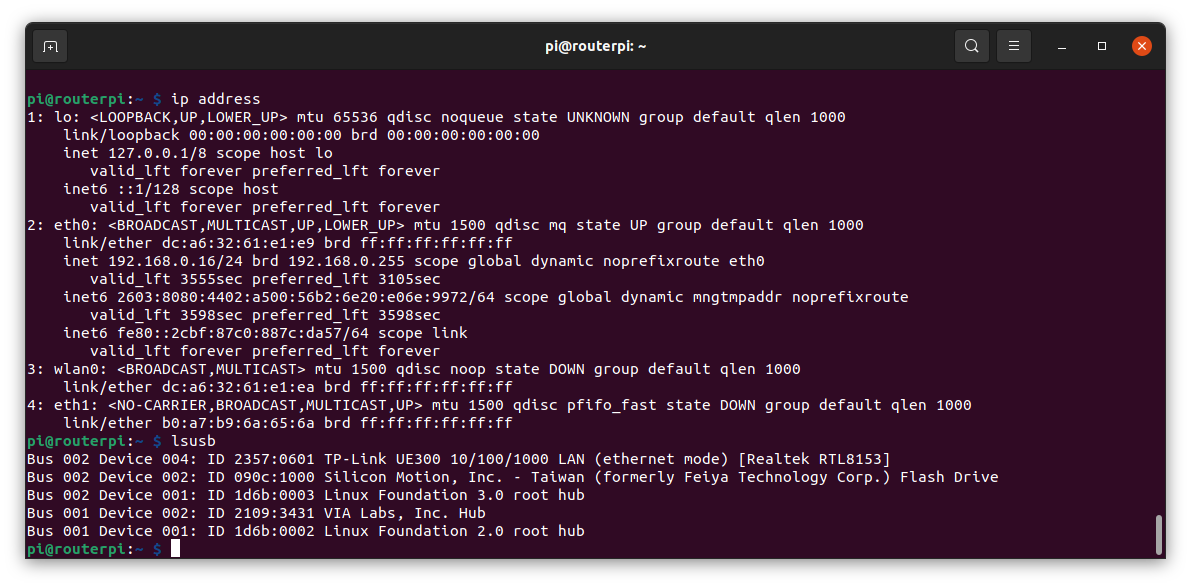 pi@routerpi: ~
pi@routerpi:~ $ ip address
1: lo: <LOOPBACK,UP,LOWER_UP> mtu 65536 qdisc noqueue state UNKNOWN group default qlen 1000
    link/loopback 00:00:00:00:00:00 brd 00:00:00:00:00:00
    inet 127.0.0.1/8 scope host lo
       valid_lft forever preferred_lft forever
    inet6 ::1/128 scope host
       valid_lft forever preferred_lft forever
2: eth0: <BROADCAST,MULTICAST,UP,LOWER_UP> mtu 1500 qdisc mq state UP group default qlen 1000
    link/ether dc:a6:32:61:e1:e9 brd ff:ff:ff:ff:ff:ff
    inet 192.168.0.16/24 brd 192.168.0.255 scope global dynamic noprefixroute eth0
       valid_lft 3555sec preferred_lft 3105sec
    inet6 2603:8080:4402:a500:56b2:6e20:e06e:9972/64 scope global dynamic mngtmpaddr noprefixroute
       valid_lft 3598sec preferred_lft 3598sec
    inet6 fe80::2cbf:87c0:887c:da57/64 scope link
       valid_lft forever preferred_lft forever
3: wlan0: <BROADCAST,MULTICAST> mtu 1500 qdisc noop state DOWN group default qlen 1000
    link/ether dc:a6:32:61:e1:ea brd ff:ff:ff:ff:ff:ff
4: eth1: <NO-CARRIER,BROADCAST,MULTICAST,UP> mtu 1500 qdisc pfifo_fast state DOWN group default qlen 1000
    link/ether b0:a7:b9:6a:65:6a brd ff:ff:ff:ff:ff:ff
pi@routerpi:~ $ lsusb
Bus 002 Device 004: ID 2357:0601 TP-Link UE300 10/100/1000 LAN (ethernet mode) [Realtek RTL8153]
Bus 002 Device 002: ID 090c:1000 Silicon Motion, Inc. - Taiwan (formerly Feiya Technology Corp.) Flash Drive
Bus 002 Device 001: ID 1d6b:0003 Linux Foundation 3.0 root hub
Bus 001 Device 002: ID 2109:3431 VIA Labs, Inc. Hub
Bus 001 Device 001: ID 1d6b:0002 Linux Foundation 2.0 root hub
pi@routerpi:~ $